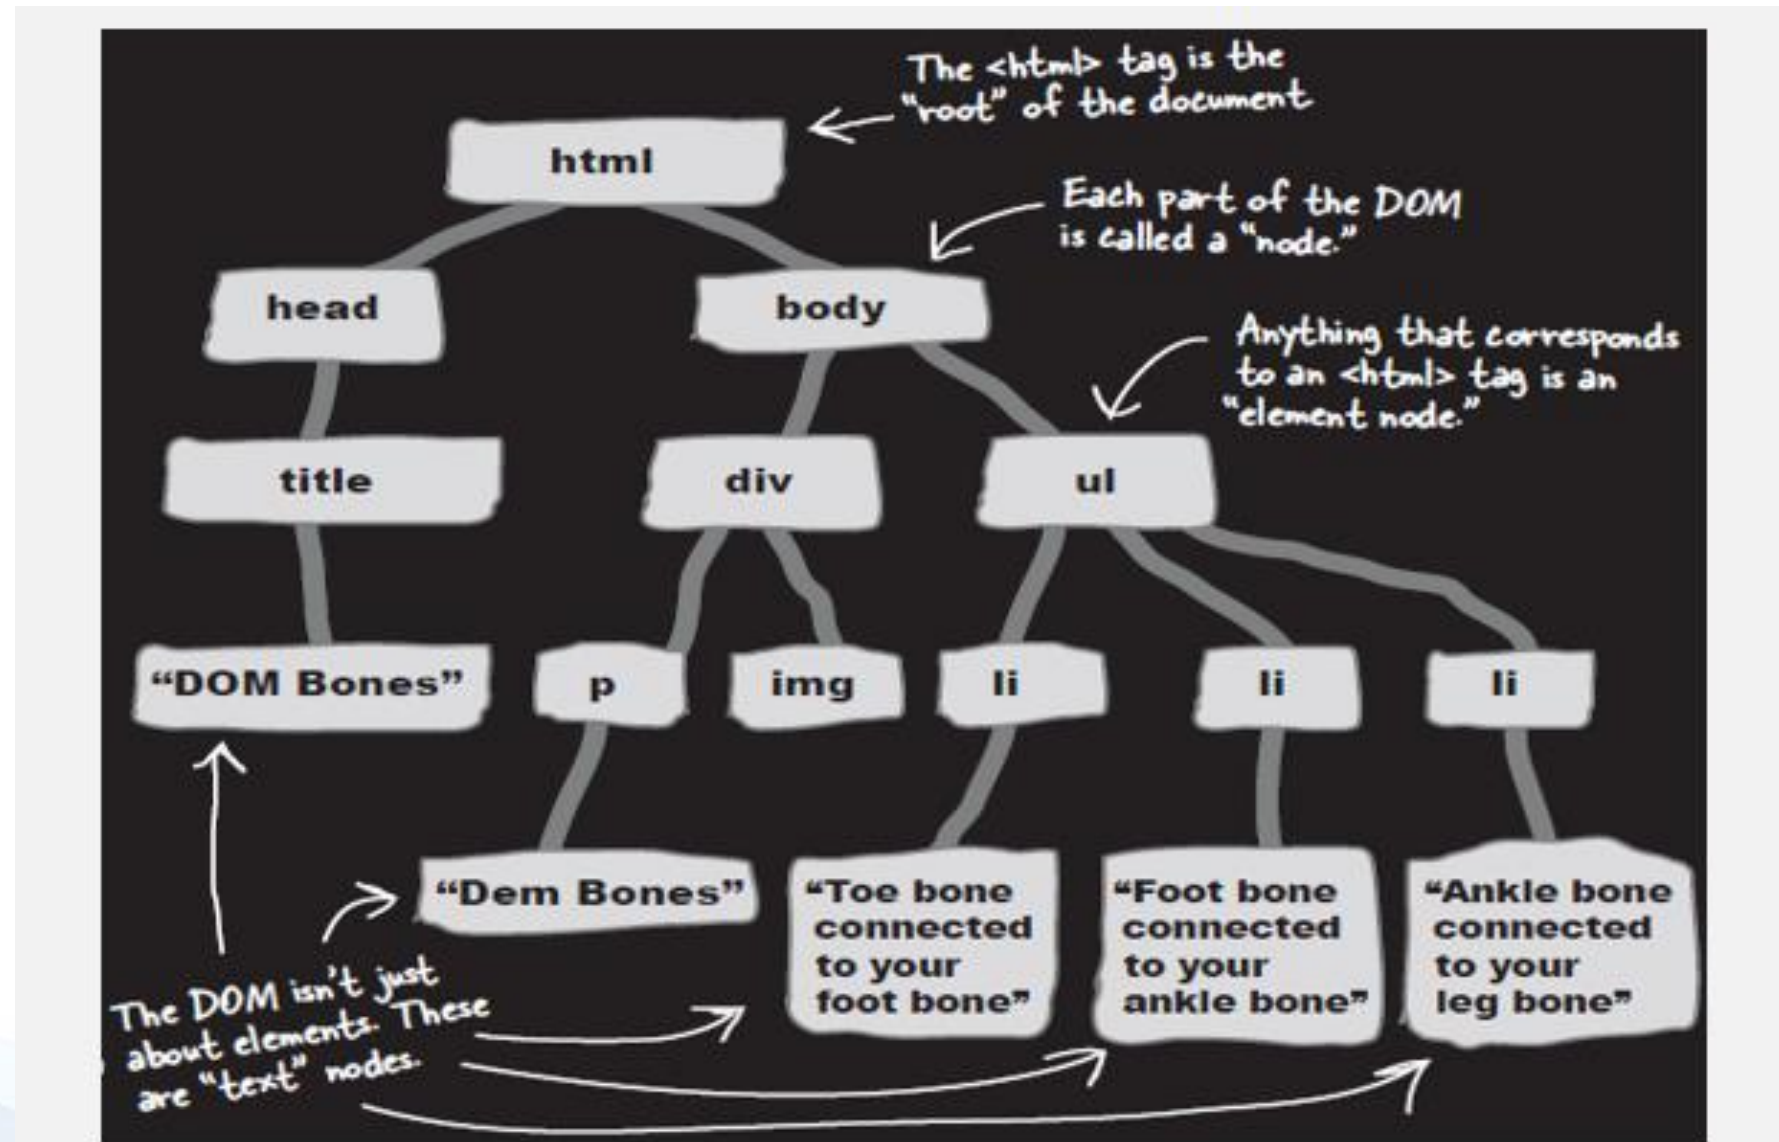 The <html> tag is the
“root” of the document
html
Each part of the DOM
is called a “node.”
head
body
Anything that corresponds
to an <html> tag is an
“element node.”
title
div
ul
“DOM Bones”
p
img
li
li
li
“Dem Bones”
“Toe bone
connected
to your
foot bone”
“Foot bone
connected
to your
ankle bone”
“Ankle bone
connected
to your
leg bone”
The DOM isn't just
about elements. These
are “text” nodes.